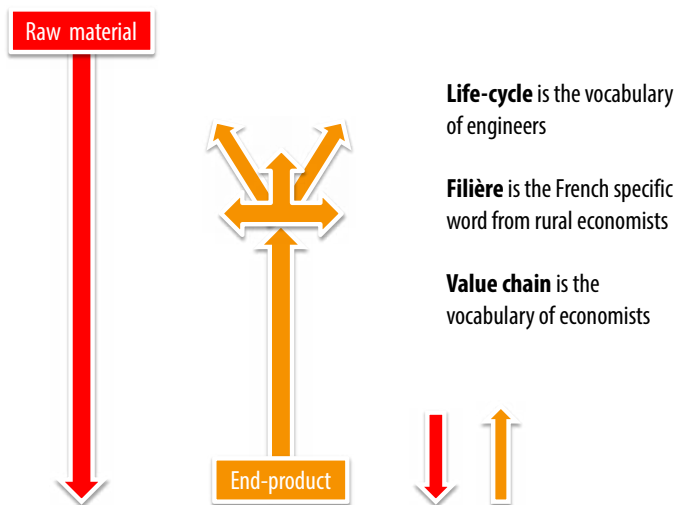 Raw material
Life-cycle is the vocabulary
of engineers
Filière is the French specific
word from rural economists
Value chain is the
vocabulary of economists
End-product